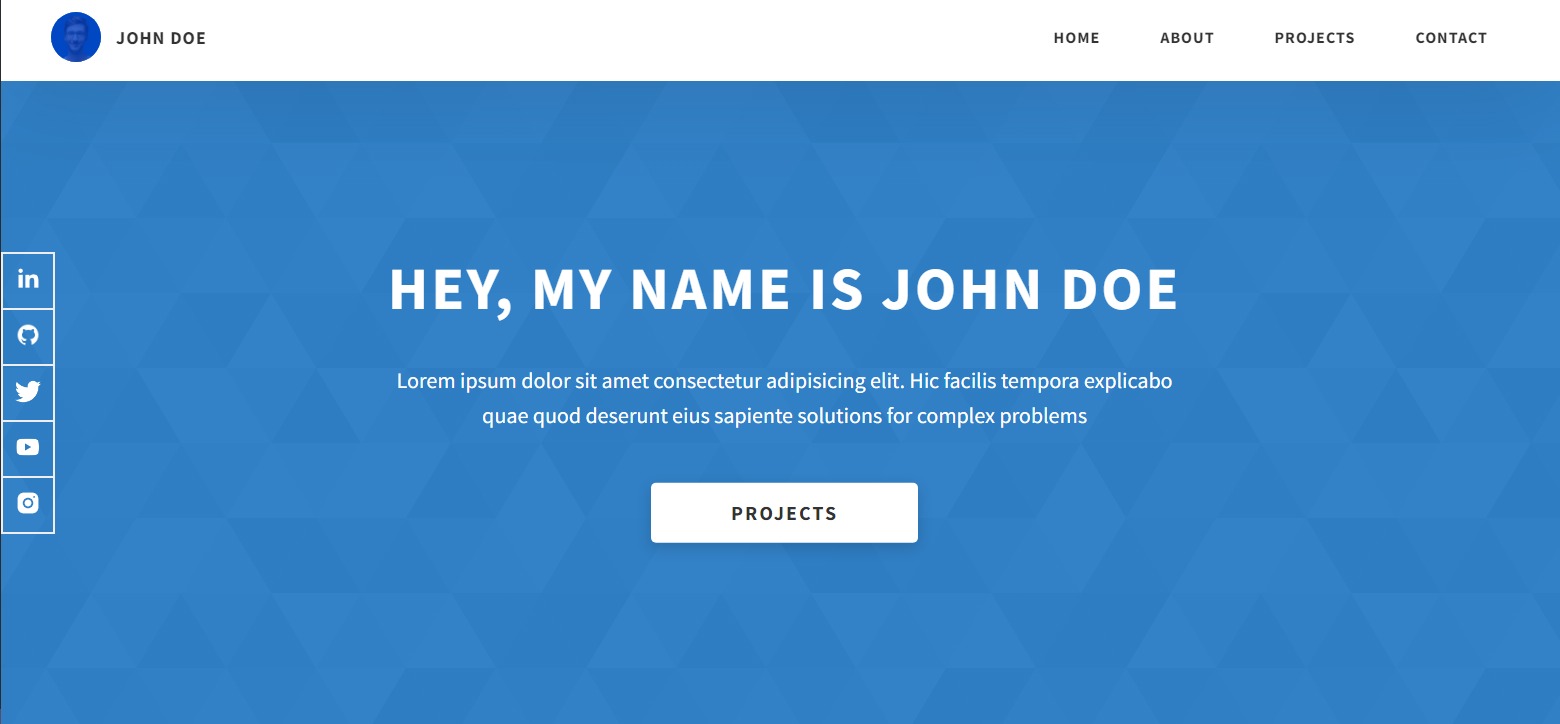 JOHN DOE
HOME
ABOUT
PROJECTS
CONTACT
in
HEY, MY NAME IS JOHN DOE
Lorem ipsum dolor sit amet consectetur adipisicing elit. Hic facilis tempora explicabo
quae quod deserunt eius sapiente solutions for complex problems
PROJECTS